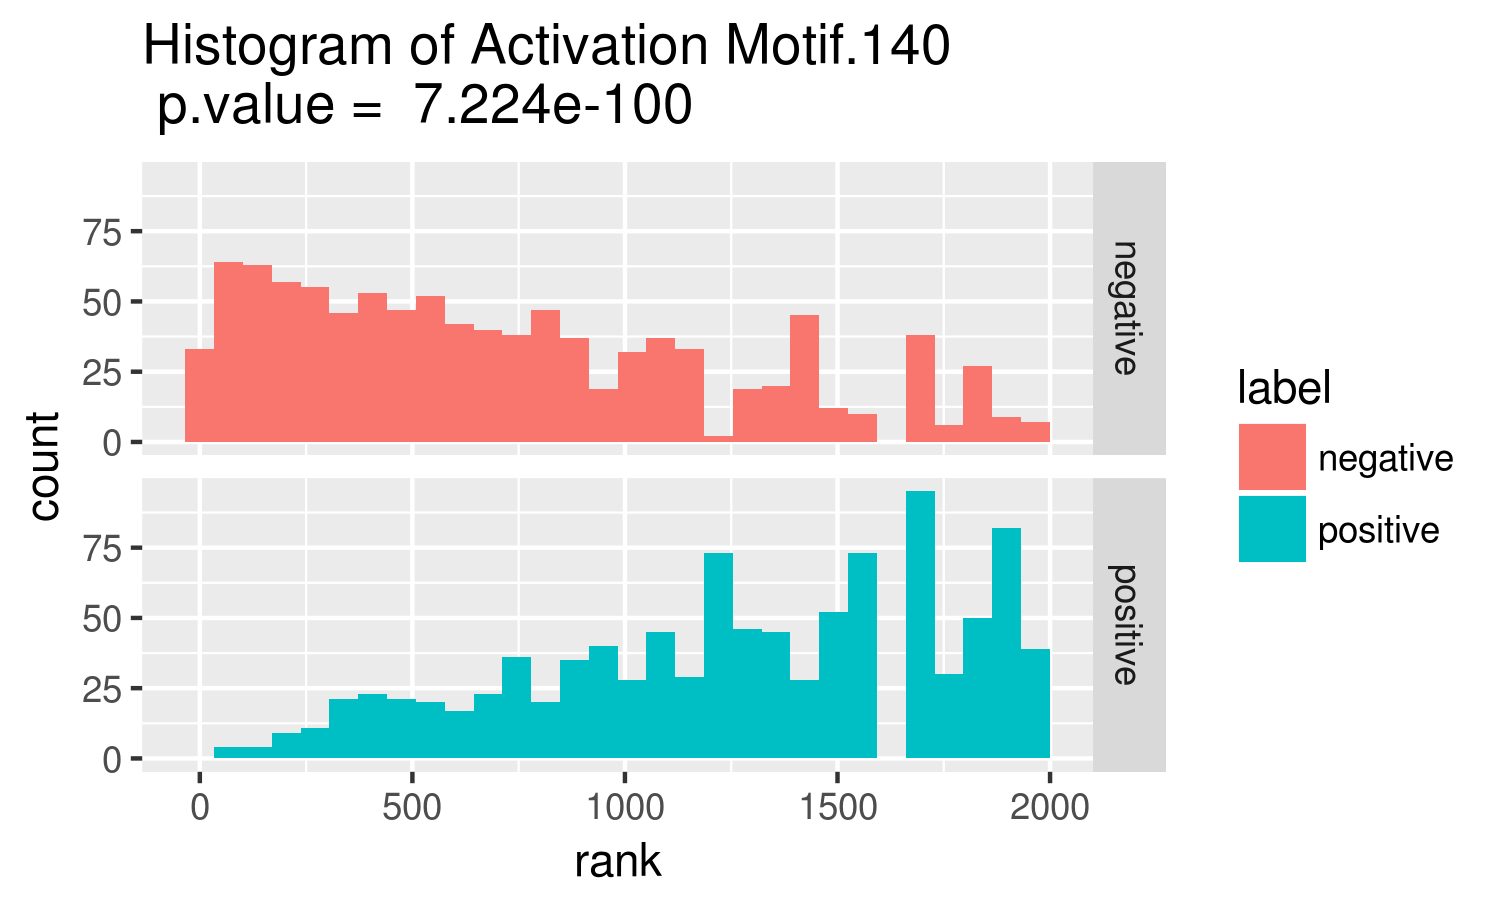 Histogram of Activation Motif.140
p.value = 7.224e-100
75
50
25
0
negative
count
75
50
25
0
positive
0 500 1000 1500 2000
rank
label
negative
positive